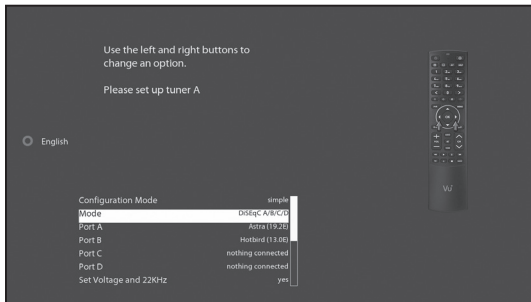 Use the left and right buttons to
change an option.
Please set up tuner A
English
Configuration Mode simple
Mode DiSEqC A/B/C/D
Port A Astra (19.2E)
Port B Hotbird (13.0E)
Port C nothing connected
Port D nothing connected
Set Voltage and 22KHz yes
Vu